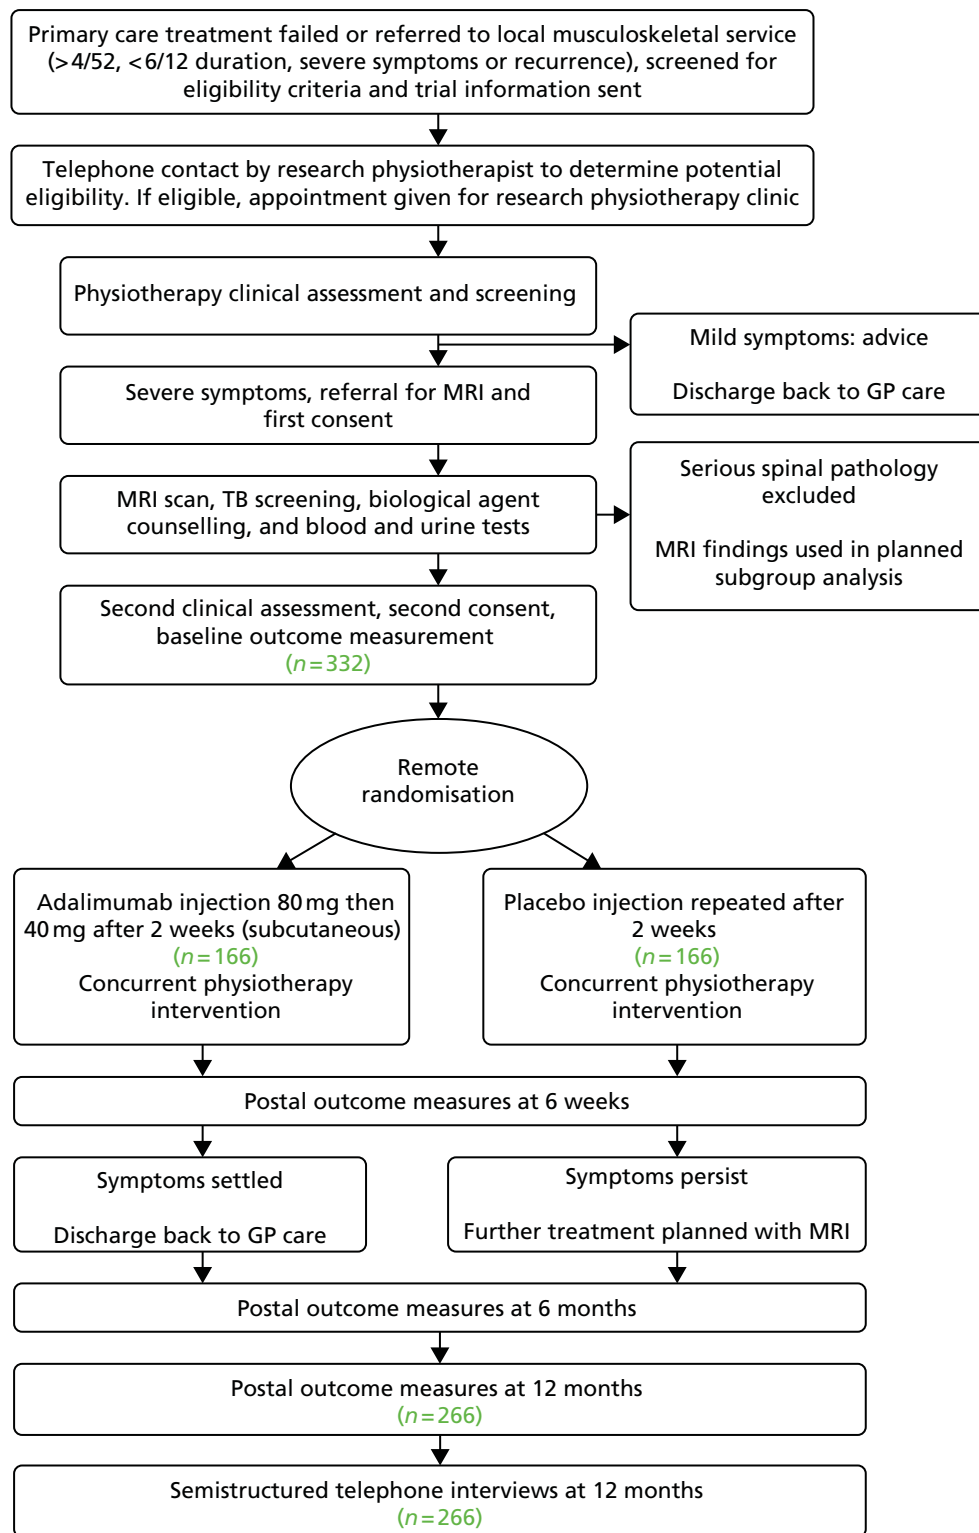 Primary care treatment failed or referred to local musculoskeletal service
(>4/52, <6/12 duration, severe symptoms or recurrence), screened for
eligibility criteria and trial information sent
Telephone contact by research physiotherapist to determine potential
eligibility. If eligible, appointment given for research physiotherapy clinic
Physiotherapy clinical assessment and screening
Mild symptoms: advice
Discharge back to GP care
Severe symptoms, referral for MRI and
first consent
MRI scan, TB screening, biological agent
counselling, and blood and urine tests
Serious spinal pathology
excluded
MRI findings used in planned
subgroup analysis
Second clinical assessment, second consent,
baseline outcome measurement
(n=332)
Remote
randomisation
Adalimumab injection 80 mg then
40 mg after 2 weeks (subcutaneous)
(n=166)
Concurrent physiotherapy
intervention
Placebo injection repeated after
2 weeks
(n=166)
Concurrent physiotherapy
intervention
Postal outcome measures at 6 weeks
Symptoms settled
Discharge back to GP care
Symptoms persist
Further treatment planned with MRI
Postal outcome measures at 6 months
Postal outcome measures at 12 months
(n=266)
Semistructured telephone interviews at 12 months
(n=266)